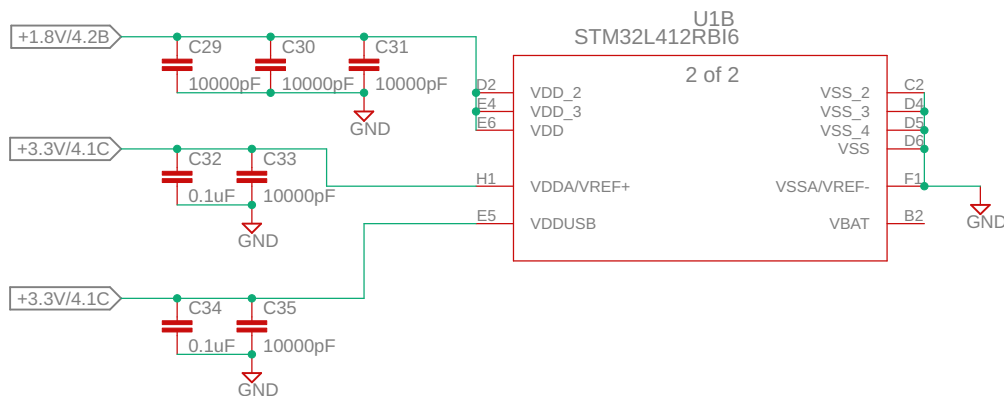 U1B
STM32L412RBI6
2 of 2
+1.8V/4.2B
C29
C30
C31
10000pF
10000pF
10000pF
GND
D2
VDD_2
VSS_2
C2
E4
VDD_3
VSS_3
D4
E6
VDD
VSS_4
D5
VSS
D6
+3.3V/4.1C
C32
C33
0.1uF
10000pF
GND
H1
VDDA/VREF+
VSSA/VREF-
F1
GND
E5
VDDUSB
VBAT
B2
+3.3V/4.1C
C34
C35
0.1uF
10000pF
GND